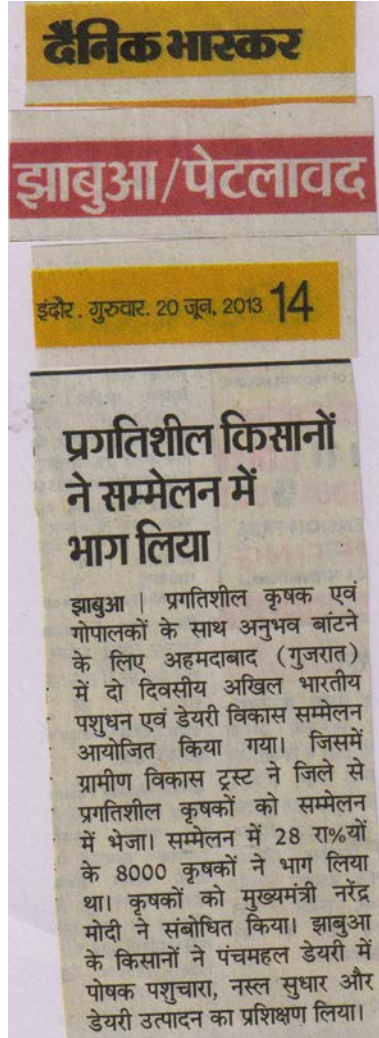 दैनिक भास्कर
झाबुआ/पेटलावद
इंदौर. गुरुवार. 20 जून, 2013 14
प्रगतिशील किसानों
ने सम्मेलन में
भाग लिया
झाबुआ | प्रगतिशील कृषक एवं
गोपालकों के साथ अनुभव बांटने
के लिए अहमदाबाद (गुजरात)
में दो दिवसीय अखिल भारतीय
पशुधन एवं डेयरी विकास सम्मेलन
आयोजित किया गया। जिसमें
ग्रामीण विकास ट्रस्ट ने जिले से
प्रगतिशील कृषकों को सम्मेलन
में भेजा। सम्मेलन में 28 रा%यों
के 8000 कृषकों ने भाग लिया
था। कृषकों को मुख्यमंत्री नरेंद्र
मोदी ने संबोधित किया। झाबुआ
के किसानों ने पंचमहल डेयरी में
पोषक पशुचारा, नस्ल सुधार और
डेयरी उत्पादन का प्रशिक्षण लिया।